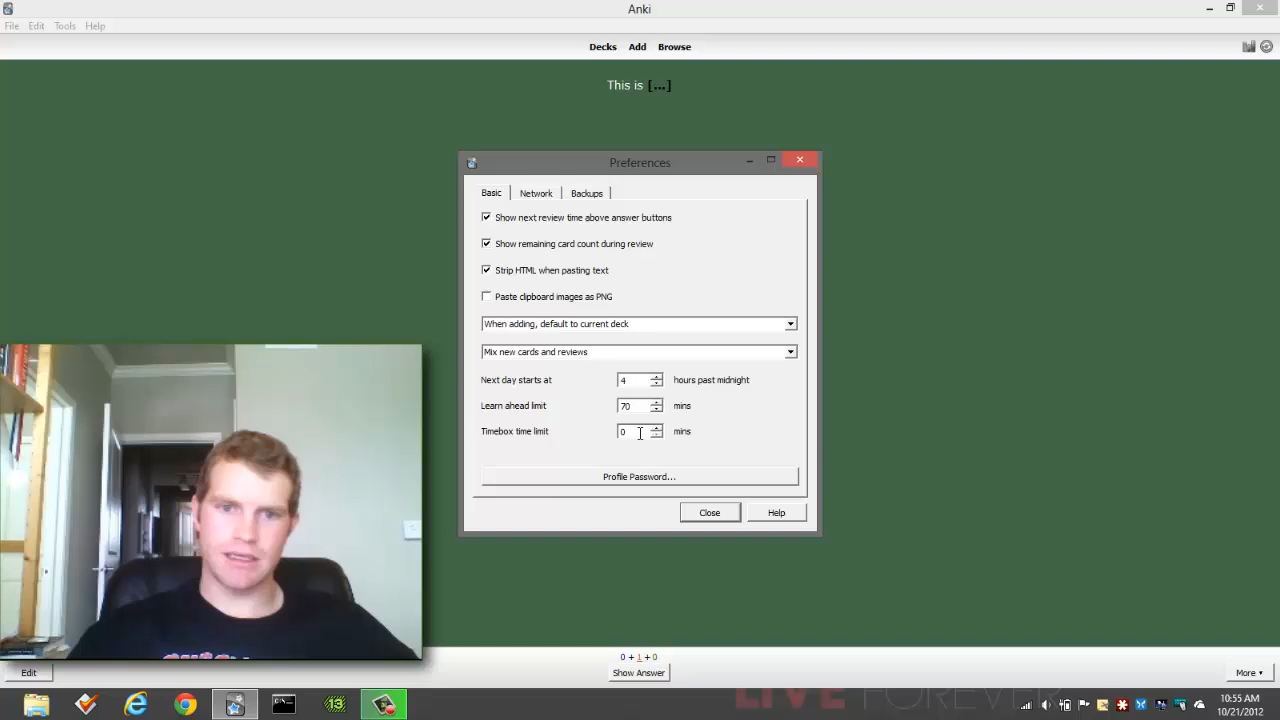 Anki
File Edit Tools Help
Decks Add Browse
This is [...]
Preferences
Basic Network Backups
Show next review time above answer buttons
Show remaining card count during review
Strip HTML when pasting text
Paste clipboard images as PNG
When adding, default to current deck
Mix new cards and reviews
Next day starts at 4 hours past midnight
Learn ahead limit 70 mins
Timebox time limit 0 mins
Profile Password...
Close Help
0 + 1 + 0
Edit Show Answer More
LIVE FOREVER
13
10:55 AM
10/21/2012